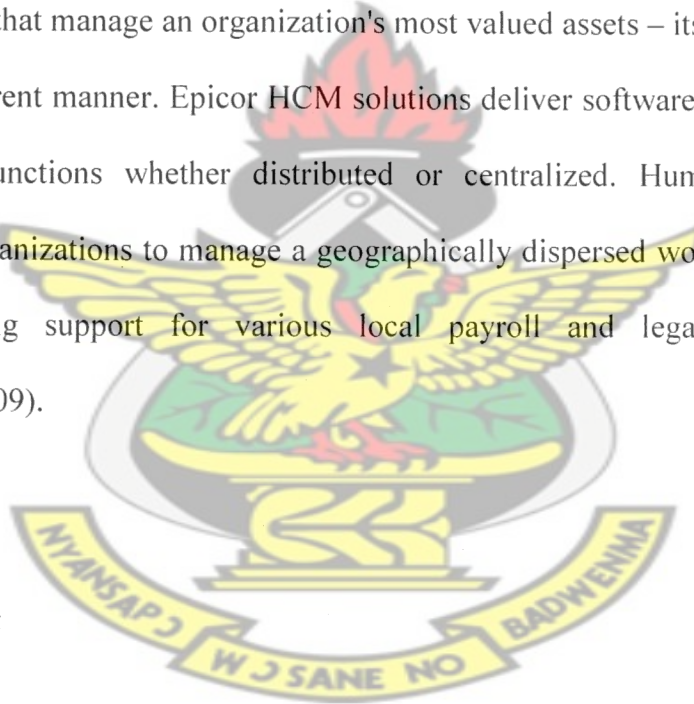 that manage an organization's most valued assets – its
rent manner. Epicor HCM solutions deliver software
unctions whether distributed or centralized. Hum
anizations to manage a geographically dispersed wo
g support for various local payroll and lega
09).
NYANSAPƆ
WƆSANE NO
BADWENMA